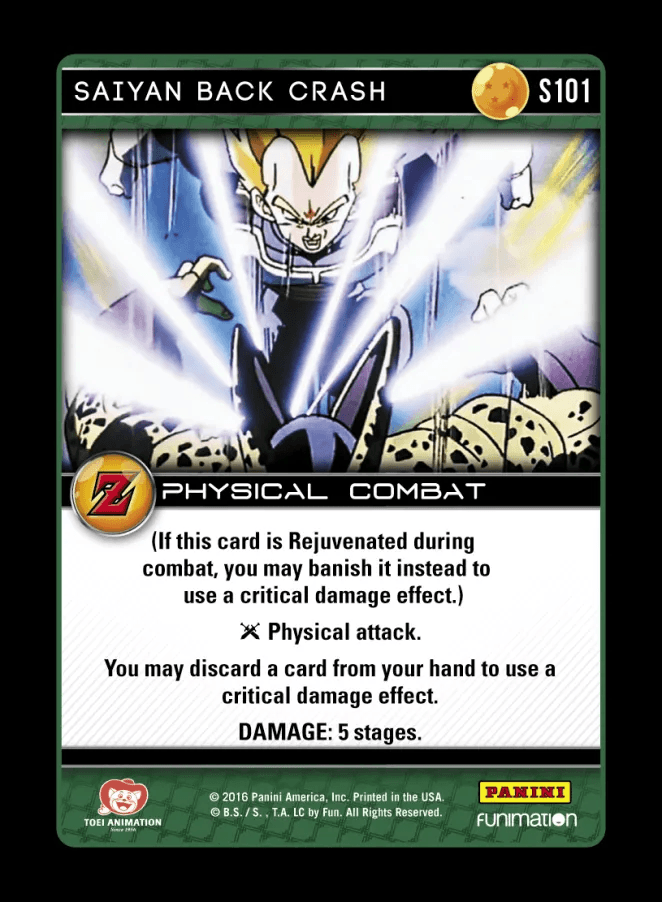 SAIYAN BACK CRASH
S101
Z
PHYSICAL COMBAT
(If this card is Rejuvenated during
combat, you may banish it instead to
use a critical damage effect.)
Physical attack.
You may discard a card from your hand to use a
critical damage effect.
DAMAGE: 5 stages.
TOEI ANIMATION
Since 1956
© 2016 Panini America, Inc. Printed in the USA.
© B.S. / S. , T.A. LC by Fun. All Rights Reserved.
PANINI
FUNIMATION